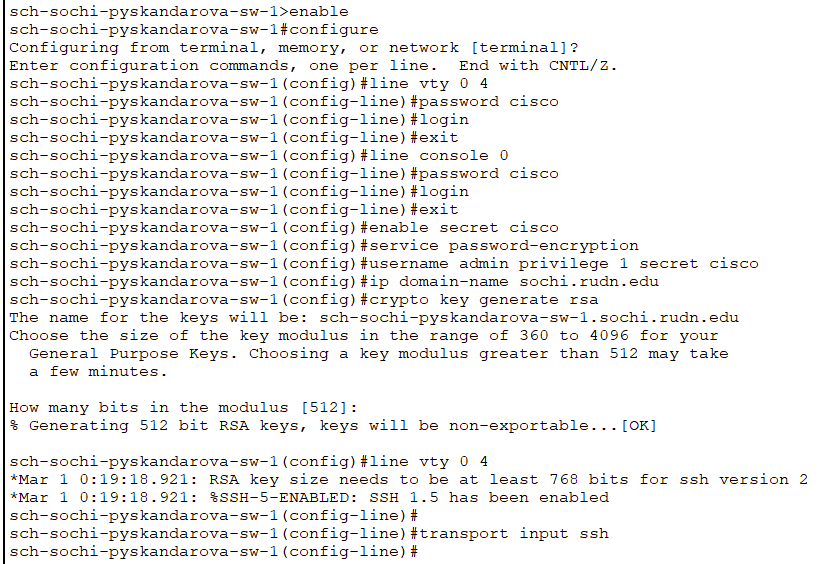 sch-sochi-pyskandarova-sw-1>enable
sch-sochi-pyskandarova-sw-1#configure
Configuring from terminal, memory, or network [terminal]?
Enter configuration commands, one per line.  End with CNTL/Z.
sch-sochi-pyskandarova-sw-1(config)#line vty 0 4
sch-sochi-pyskandarova-sw-1(config-line)#password cisco
sch-sochi-pyskandarova-sw-1(config-line)#login
sch-sochi-pyskandarova-sw-1(config-line)#exit
sch-sochi-pyskandarova-sw-1(config)#line console 0
sch-sochi-pyskandarova-sw-1(config-line)#password cisco
sch-sochi-pyskandarova-sw-1(config-line)#login
sch-sochi-pyskandarova-sw-1(config-line)#exit
sch-sochi-pyskandarova-sw-1(config)#enable secret cisco
sch-sochi-pyskandarova-sw-1(config)#service password-encryption
sch-sochi-pyskandarova-sw-1(config)#username admin privilege 1 secret cisco
sch-sochi-pyskandarova-sw-1(config)#ip domain-name sochi.rudn.edu
sch-sochi-pyskandarova-sw-1(config)#crypto key generate rsa
The name for the keys will be: sch-sochi-pyskandarova-sw-1.sochi.rudn.edu
Choose the size of the key modulus in the range of 360 to 4096 for your
  General Purpose Keys. Choosing a key modulus greater than 512 may take
  a few minutes.

How many bits in the modulus [512]:
% Generating 512 bit RSA keys, keys will be non-exportable...[OK]

sch-sochi-pyskandarova-sw-1(config)#line vty 0 4
*Mar 1 0:19:18.921: RSA key size needs to be at least 768 bits for ssh version 2
*Mar 1 0:19:18.921: %SSH-5-ENABLED: SSH 1.5 has been enabled
sch-sochi-pyskandarova-sw-1(config-line)#
sch-sochi-pyskandarova-sw-1(config-line)#transport input ssh
sch-sochi-pyskandarova-sw-1(config-line)#